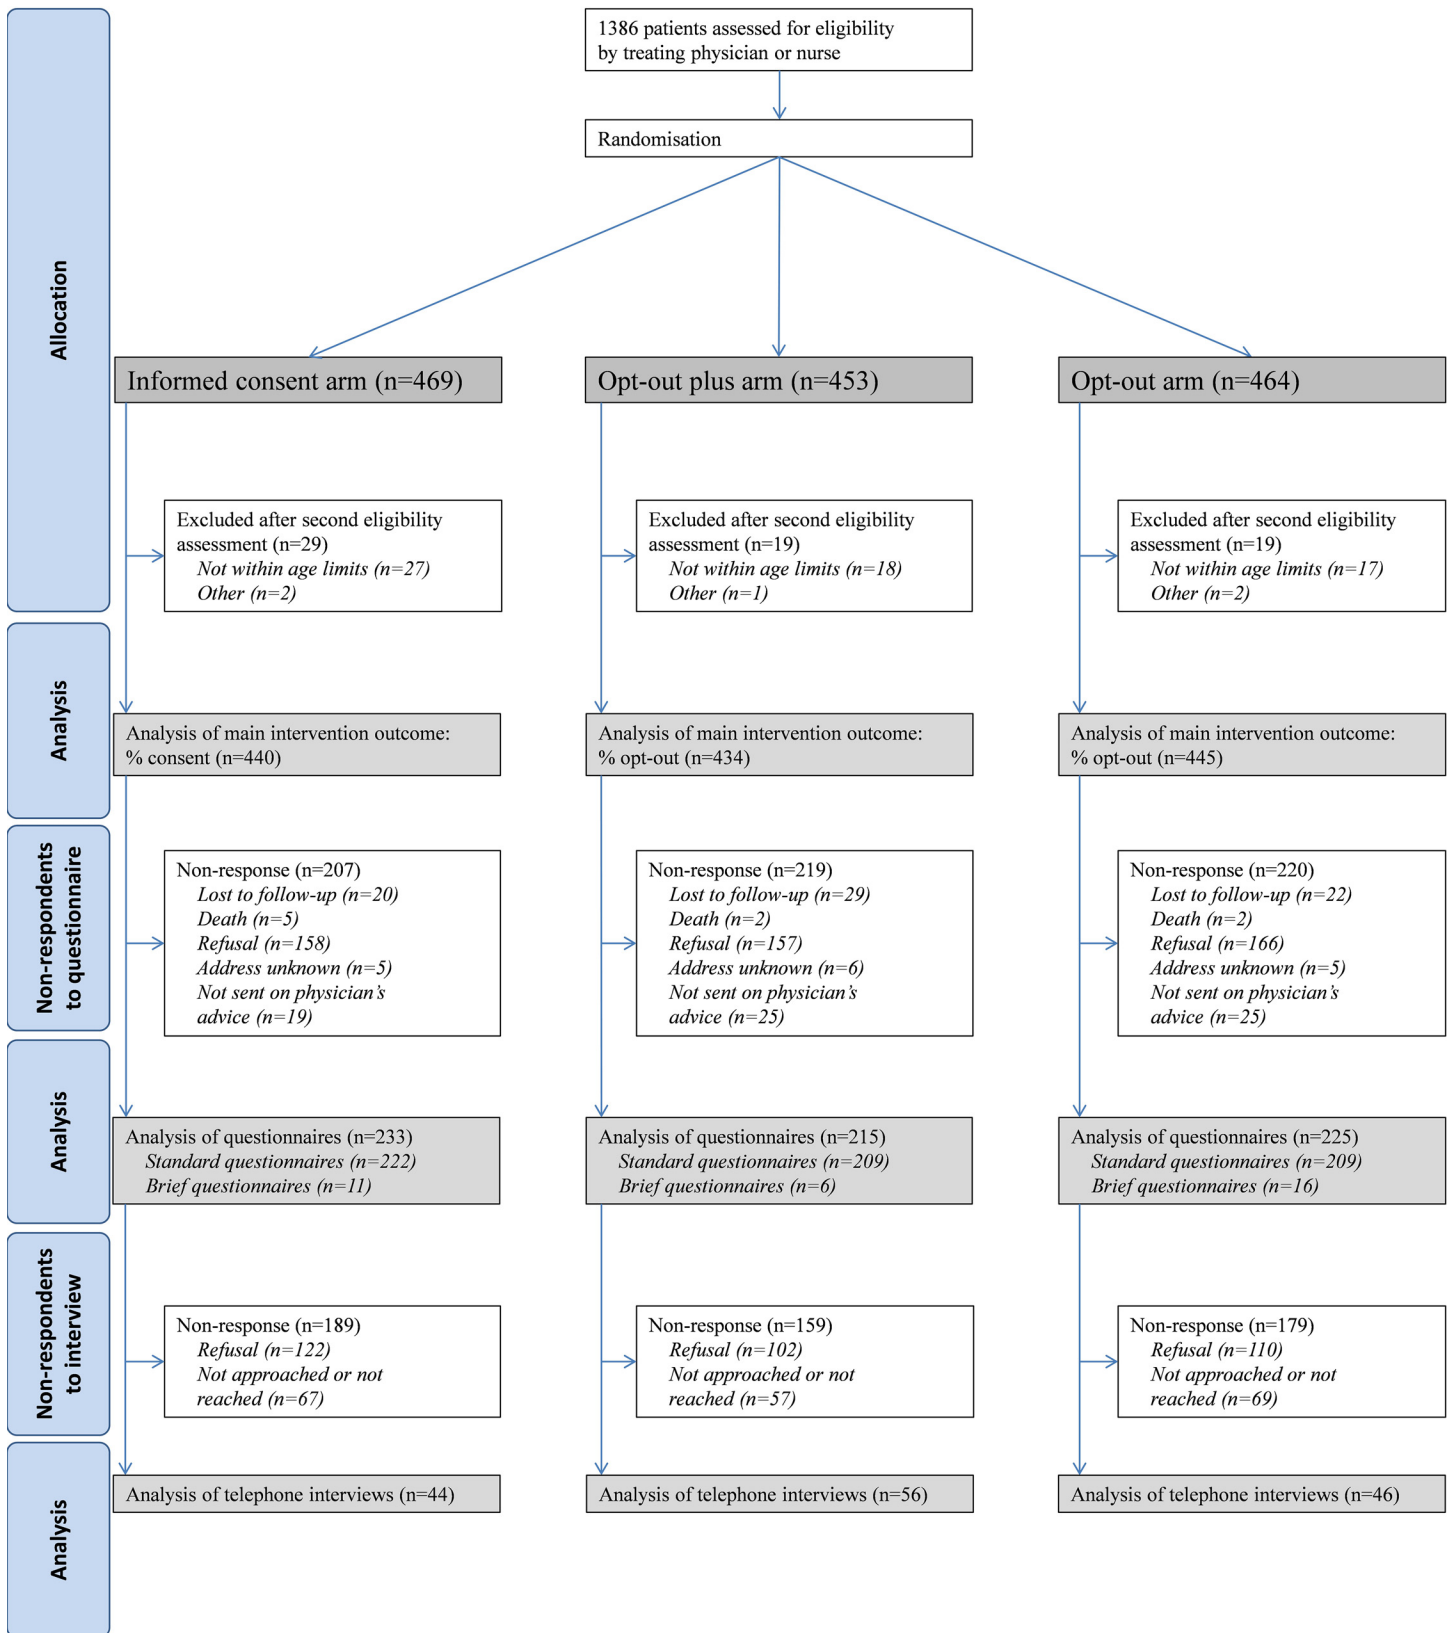 1386 patients assessed for eligibility
by treating physician or nurse
Randomisation
Allocation
Informed consent arm (n=469)
Opt-out plus arm (n=453)
Opt-out arm (n=464)
Excluded after second eligibility
assessment (n=29)
Not within age limits (n=27)
Other (n=2)
Excluded after second eligibility
assessment (n=19)
Not within age limits (n=18)
Other (n=1)
Excluded after second eligibility
assessment (n=19)
Not within age limits (n=17)
Other (n=2)
Analysis
Analysis of main intervention outcome:
% consent (n=440)
Analysis of main intervention outcome:
% opt-out (n=434)
Analysis of main intervention outcome:
% opt-out (n=445)
Non-respondents
to questionnaire
Non-response (n=207)
Lost to follow-up (n=20)
Death (n=5)
Refusal (n=158)
Address unknown (n=5)
Not sent on physician’s
advice (n=19)
Non-response (n=219)
Lost to follow-up (n=29)
Death (n=2)
Refusal (n=157)
Address unknown (n=6)
Not sent on physician’s
advice (n=25)
Non-response (n=220)
Lost to follow-up (n=22)
Death (n=2)
Refusal (n=166)
Address unknown (n=5)
Not sent on physician’s
advice (n=25)
Analysis
Analysis of questionnaires (n=233)
Standard questionnaires (n=222)
Brief questionnaires (n=11)
Analysis of questionnaires (n=215)
Standard questionnaires (n=209)
Brief questionnaires (n=6)
Analysis of questionnaires (n=225)
Standard questionnaires (n=209)
Brief questionnaires (n=16)
Non-respondents
to interview
Non-response (n=189)
Refusal (n=122)
Not approached or not
reached (n=67)
Non-response (n=159)
Refusal (n=102)
Not approached or not
reached (n=57)
Non-response (n=179)
Refusal (n=110)
Not approached or not
reached (n=69)
Analysis
Analysis of telephone interviews (n=44)
Analysis of telephone interviews (n=56)
Analysis of telephone interviews (n=46)